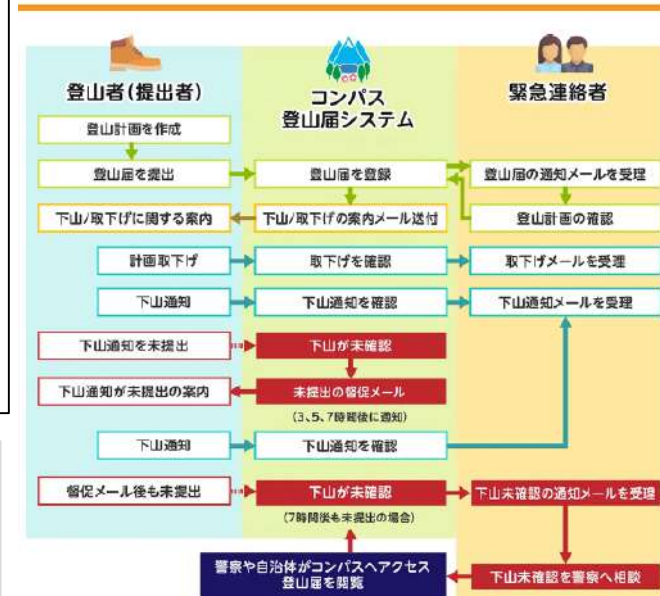 登山者(提出者)
コンパス
登山届システム
緊急連絡者
登山計画を作成
登山届を提出
登山届を登録
登山届の通知メールを受理
下山/取下げに関する案内
下山/取下げの案内メール送付
登山計画の確認
計画取下げ
取下げを確認
取下げメールを受理
下山通知
下山通知を確認
下山通知メールを受理
下山通知を未提出
下山が未確認
下山通知が未提出の案内
未提出の督促メール
(3、5、7時間後に通知)
下山通知
下山通知を確認
督促メール後も未提出
下山が未確認
下山未確認の通知メールを受理
(7時間後も未提出の場合)
警察や自治体がコンパスへアクセス
登山届を閲覧
下山未確認を警察へ相談